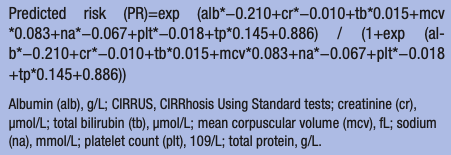 Predicted risk (PR)=exp (alb*−0.210+cr*−0.010+tb*0.015+mcv
*0.083+na*−0.067+plt*−0.018+tp*0.145+0.886) / (1+exp (al-
b*−0.210+cr*−0.010+tb*0.015+mcv*0.083+na*−0.067+plt*−0.018
+tp*0.145+0.886))
Albumin (alb), g/L; CIRRUS, CIRRhosis Using Standard tests; creatinine (cr),
μmol/L; total bilirubin (tb), μmol/L; mean corpuscular volume (mcv), fL; sodium
(na), mmol/L; platelet count (plt), 109/L; total protein, g/L.